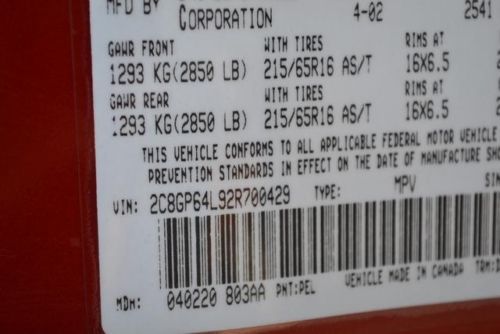 MFD BY
CORPORATION 4-02 2541
GAWR FRONT WITH TIRES RIMS AT
1293 KG(2850 LB) 215/65R16 AS/T 16X6.5
GAWR REAR WITH TIRES RIMS AT
1293 KG(2850 LB) 215/65R16 AS/T 16X6.5
THIS VEHICLE CONFORMS TO ALL APPLICABLE FEDERAL MOTOR VEHICLE
PREVENTION STANDARDS IN EFFECT ON THE DATE OF MANUFACTURE SHO
VIN: 2C8GP64L92R700429 TYPE: MPV SIN
MDH: 040220 803AA PNT:PEL VEHICLE MADE IN CANADA TRM:D